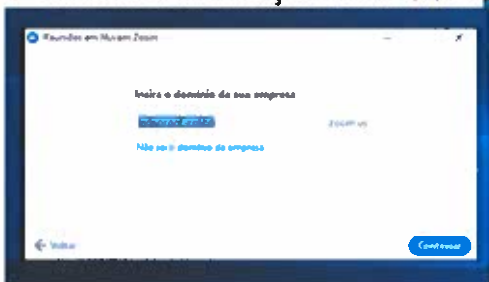 Reuniões em Nuvem Zoom
Insira o domínio da sua empresa
.zoom.us
Não sei o domínio da empresa
Voltar
Continuar